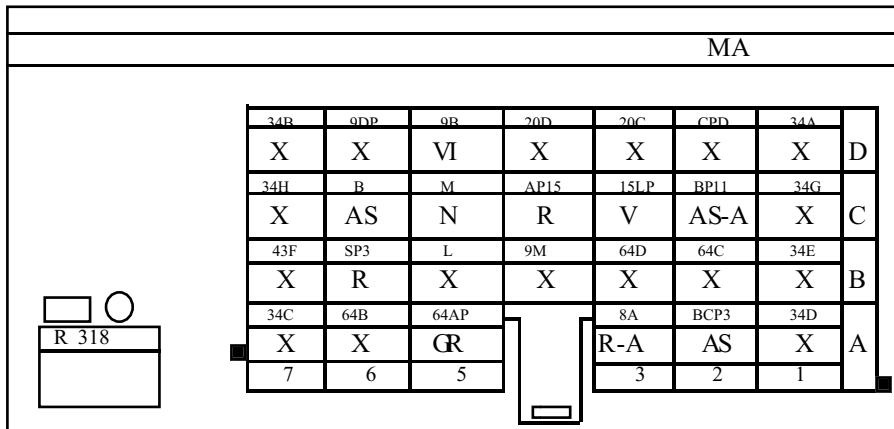 MA
34B 9DP 9B 20D 20C CPD 34A
X X VI X X X X D
34H B M AP15 15LP BP11 34G
X AS N R V AS-A X C
43F SP3 L 9M 64D 64C 34E
X R X X X X X B
34C 64B 64AP 8A BCP3 34D
R 318
X X GR R-A AS X A
7 6 5 3 2 1